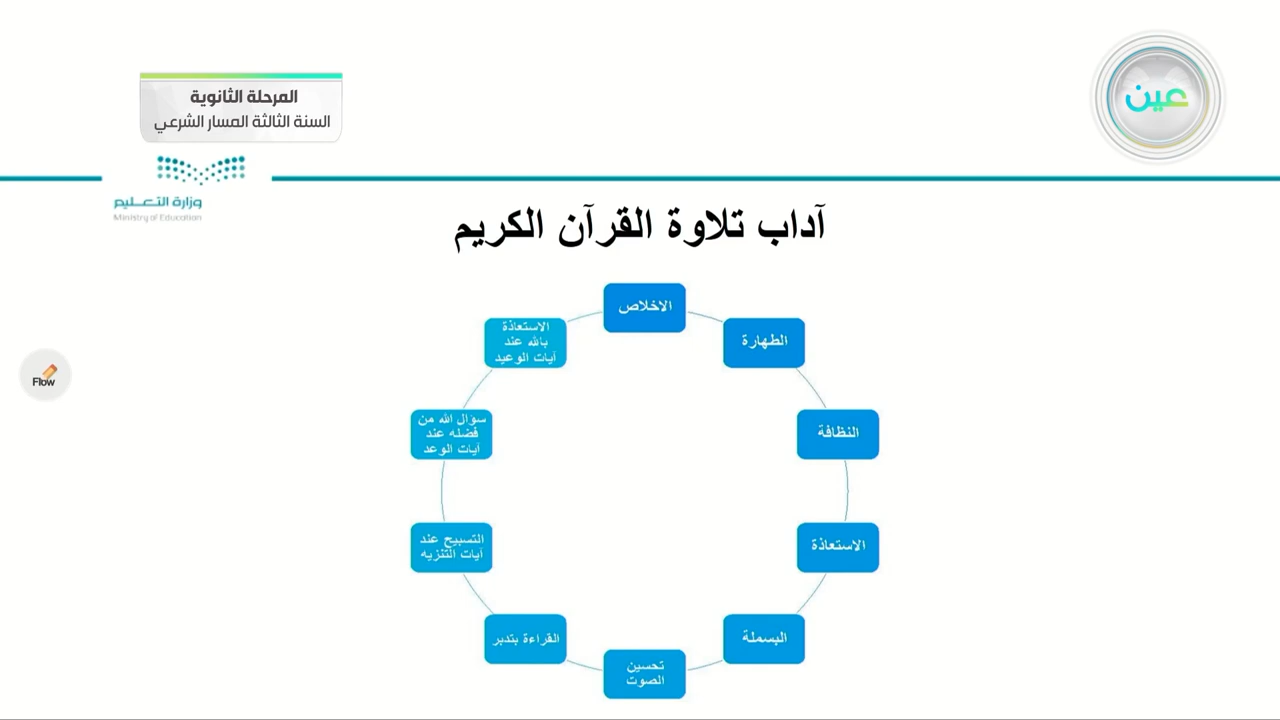 المرحلة الثانوية
السنة الثالثة المسار الشرعي
عين
وزارة التـعـليم
Ministry of Education
آداب تلاوة القرآن الكريم
الاخلاص
الطهارة
النظافة
الاستعاذة
البسملة
تحسين
الصوت
القراءة بتدبر
التسبيح عند
آيات التنزيه
سؤال الله من
فضله عند
آيات الوعد
الاستعاذة
بالله عند
آيات الوعيد
Flow